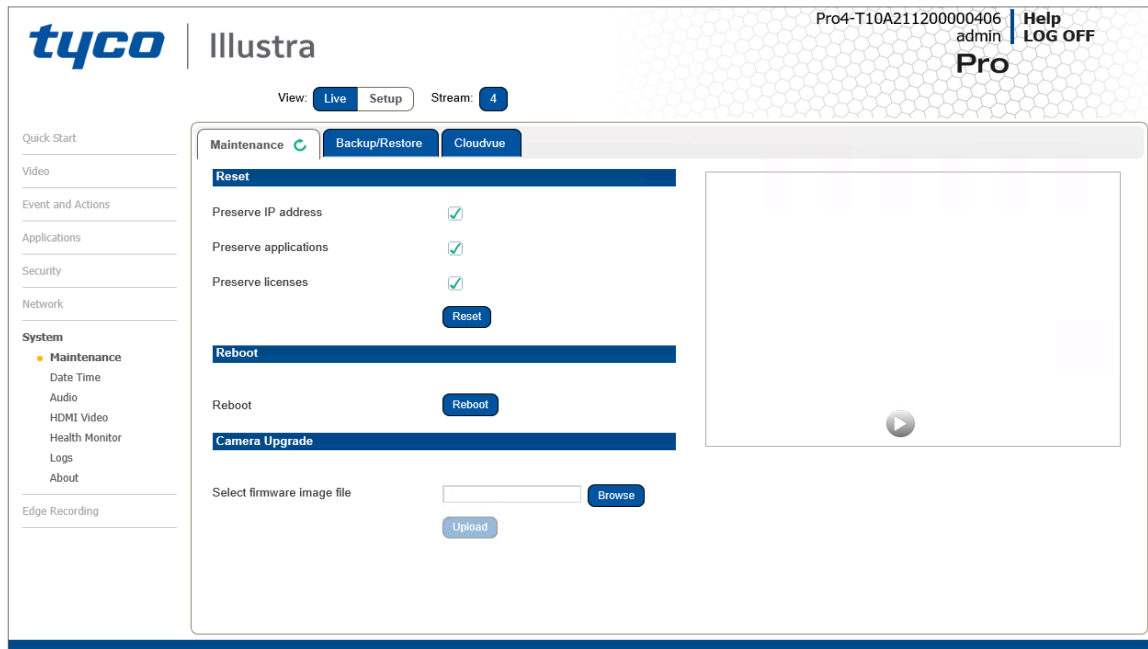 tyco
Illustra
Pro4-T10A211200000406
admin
Help
LOG OFF
Pro
View: Live Setup Stream: 4
Quick Start
Video
Event and Actions
Applications
Security
Network
System
Maintenance
Date Time
Audio
HDMI Video
Health Monitor
Logs
About
Edge Recording
Maintenance Backup/Restore Cloudvue
Reset
Preserve IP address
Preserve applications
Preserve licenses
Reset
Reboot
Reboot Reboot
Camera Upgrade
Select firmware image file Browse
Upload